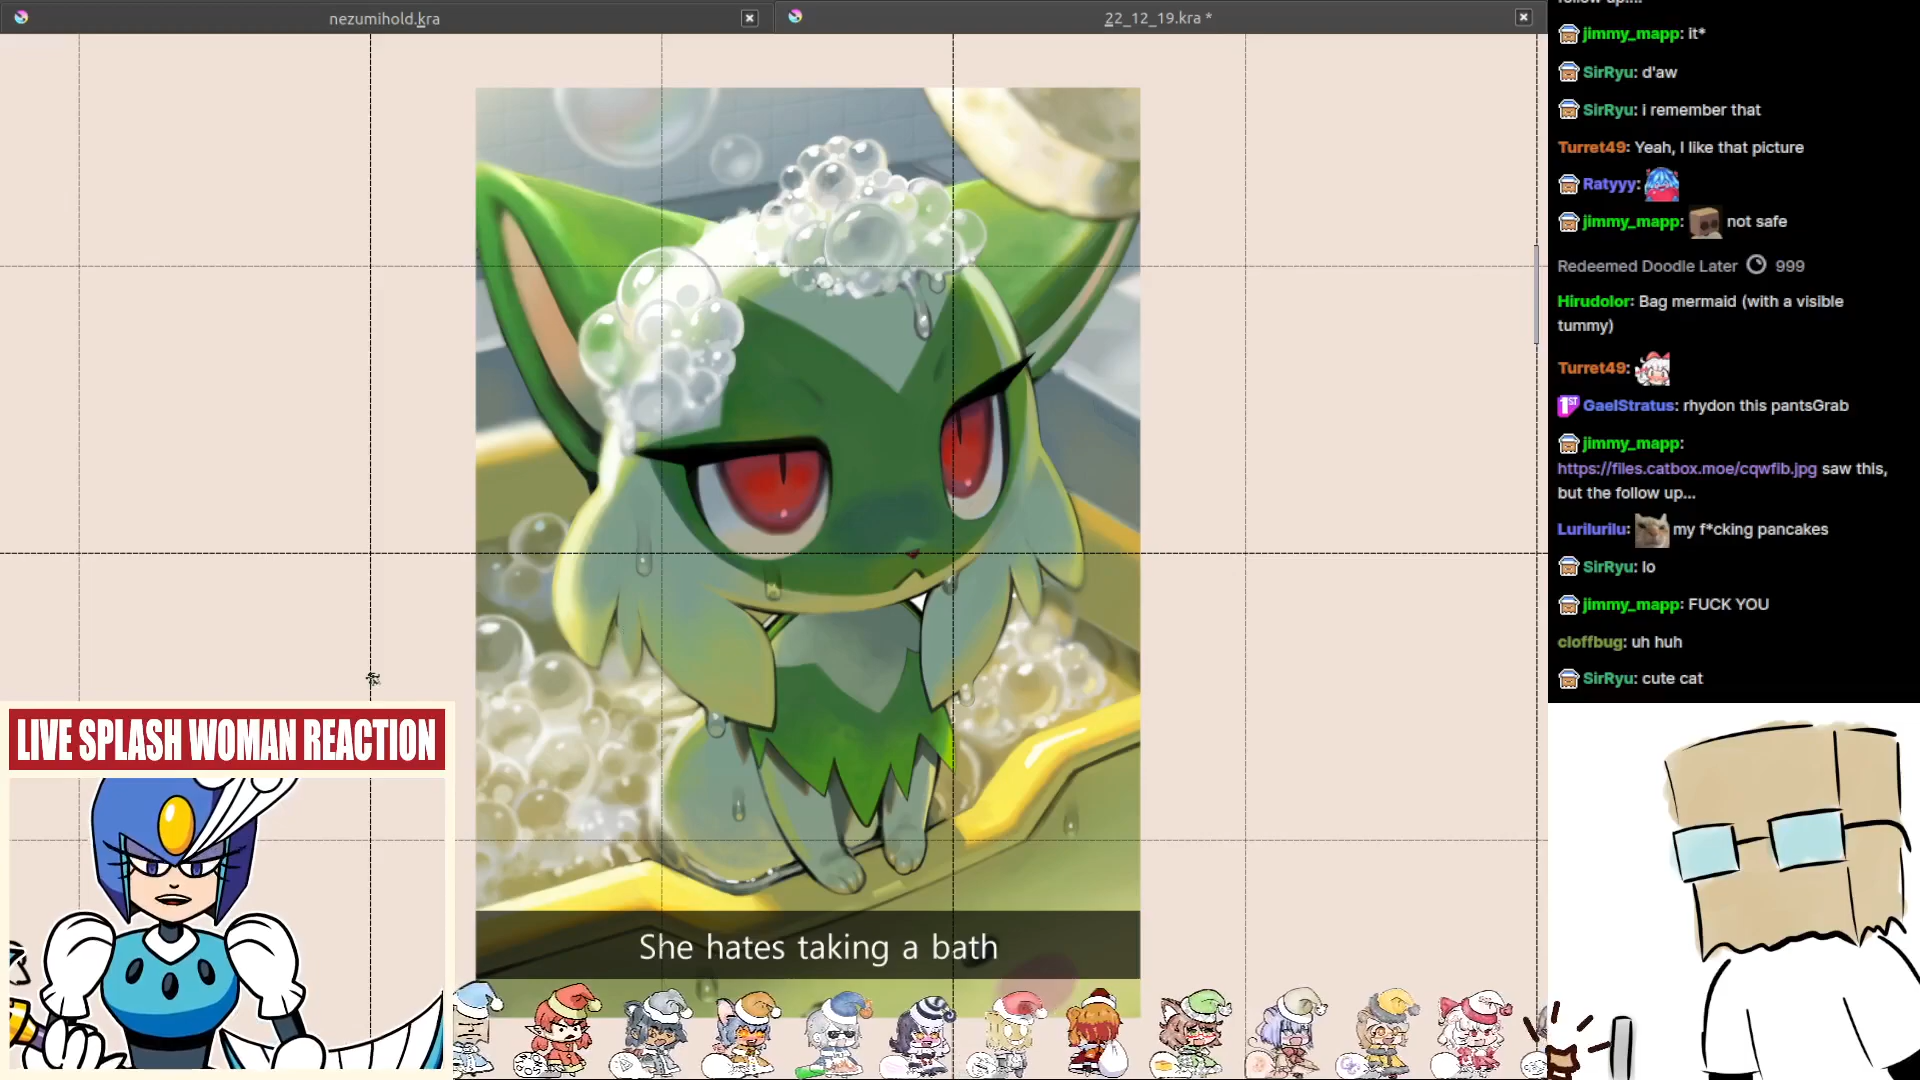 nezumihold.kra
22_12_19.kra *
jimmy_mapp: it*
SirRyu: d'aw
SirRyu: i remember that
Turret49: Yeah, I like that picture
Ratyyy:
jimmy_mapp: not safe
Redeemed Doodle Later 999
Hirudolor: Bag mermaid (with a visible
tummy)
Turret49:
1ST GaelStratus: rhydon this pantsGrab
jimmy_mapp:
https://files.catbox.moe/cqwfib.jpg saw this,
but the follow up...
Lurilurilu: my f*cking pancakes
SirRyu: lo
jimmy_mapp: FUCK YOU
cloffbug: uh huh
SirRyu: cute cat
LIVE SPLASH WOMAN REACTION
She hates taking a bath